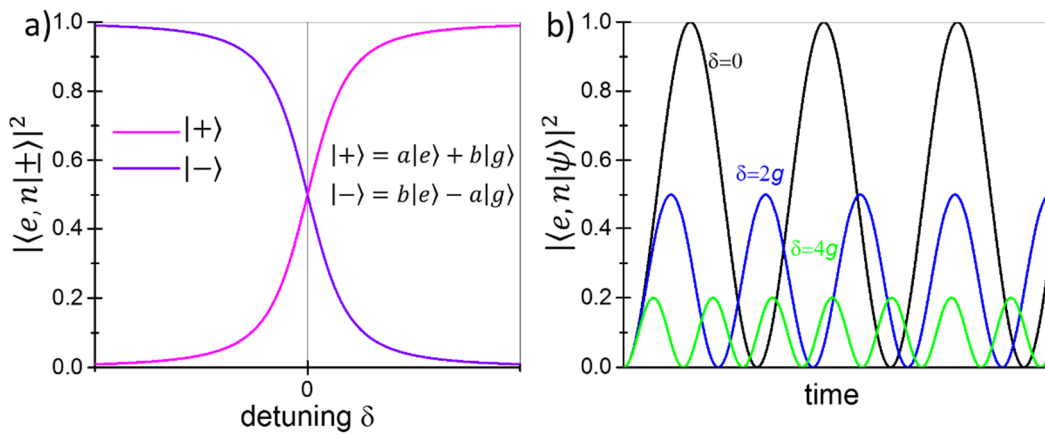 a)
|⟨e, n|±⟩|²
1.0
0.8
0.6
0.4
0.2
0.0
|+⟩
|−⟩
|+⟩ = a|e⟩ + b|g⟩
|−⟩ = b|e⟩ − a|g⟩
0
detuning δ
b)
|⟨e, n|ψ⟩|²
1.0
0.8
0.6
0.4
0.2
0.0
δ=0
δ=2g
δ=4g
time